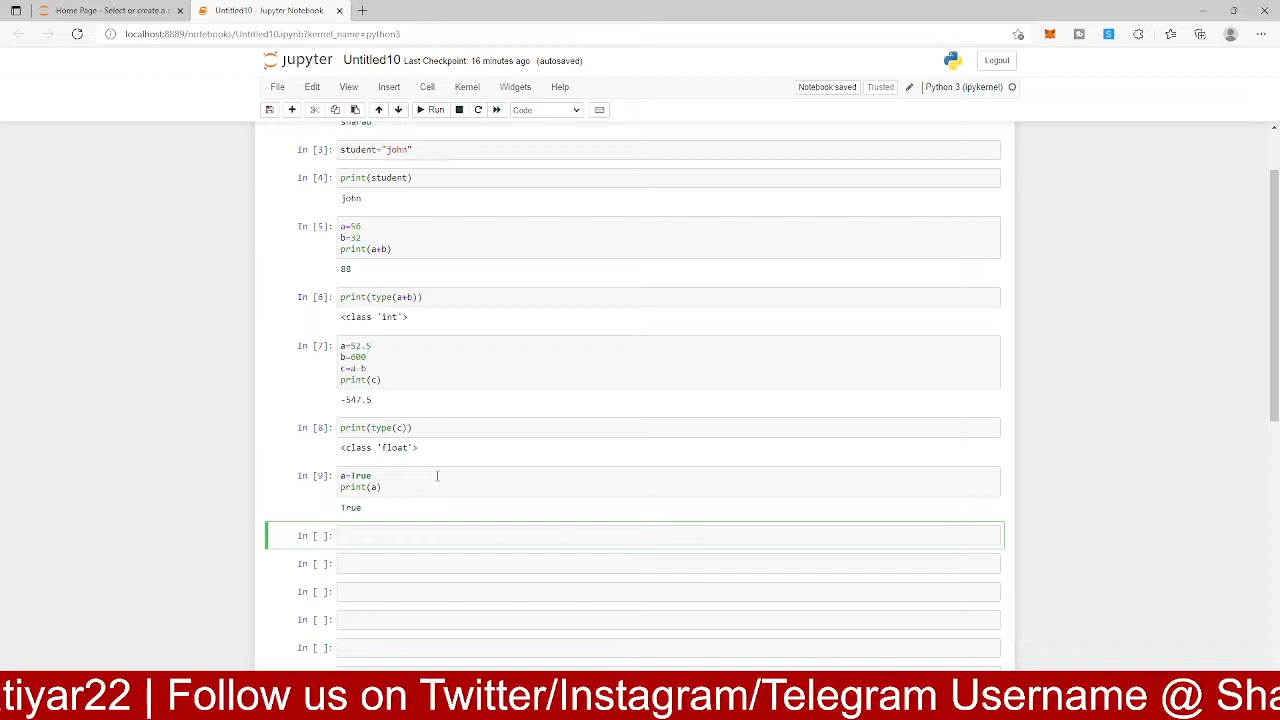 Home Page - Select or create a n
Untitled10 - Jupyter Notebook
localhost:8889/notebooks/Untitled10.ipynb?kernel_name=python3
jupyter Untitled10 Last Checkpoint: 16 minutes ago (autosaved)
Logout
File Edit View Insert Cell Kernel Widgets Help
Notebook saved Trusted Python 3 (ipykernel)
Run Code
In [3]: student="john"
In [4]: print(student)
john
In [5]: a=56
b=32
print(a+b)
88
In [6]: print(type(a+b))
<class 'int'>
In [7]: a=52.5
b=600
c=a-b
print(c)
-547.5
In [8]: print(type(c))
<class 'float'>
In [9]: a=True
print(a)
True
In [ ]:
In [ ]:
In [ ]:
In [ ]:
In [ ]:
tiyar22 | Follow us on Twitter/Instagram/Telegram Username @ Sha